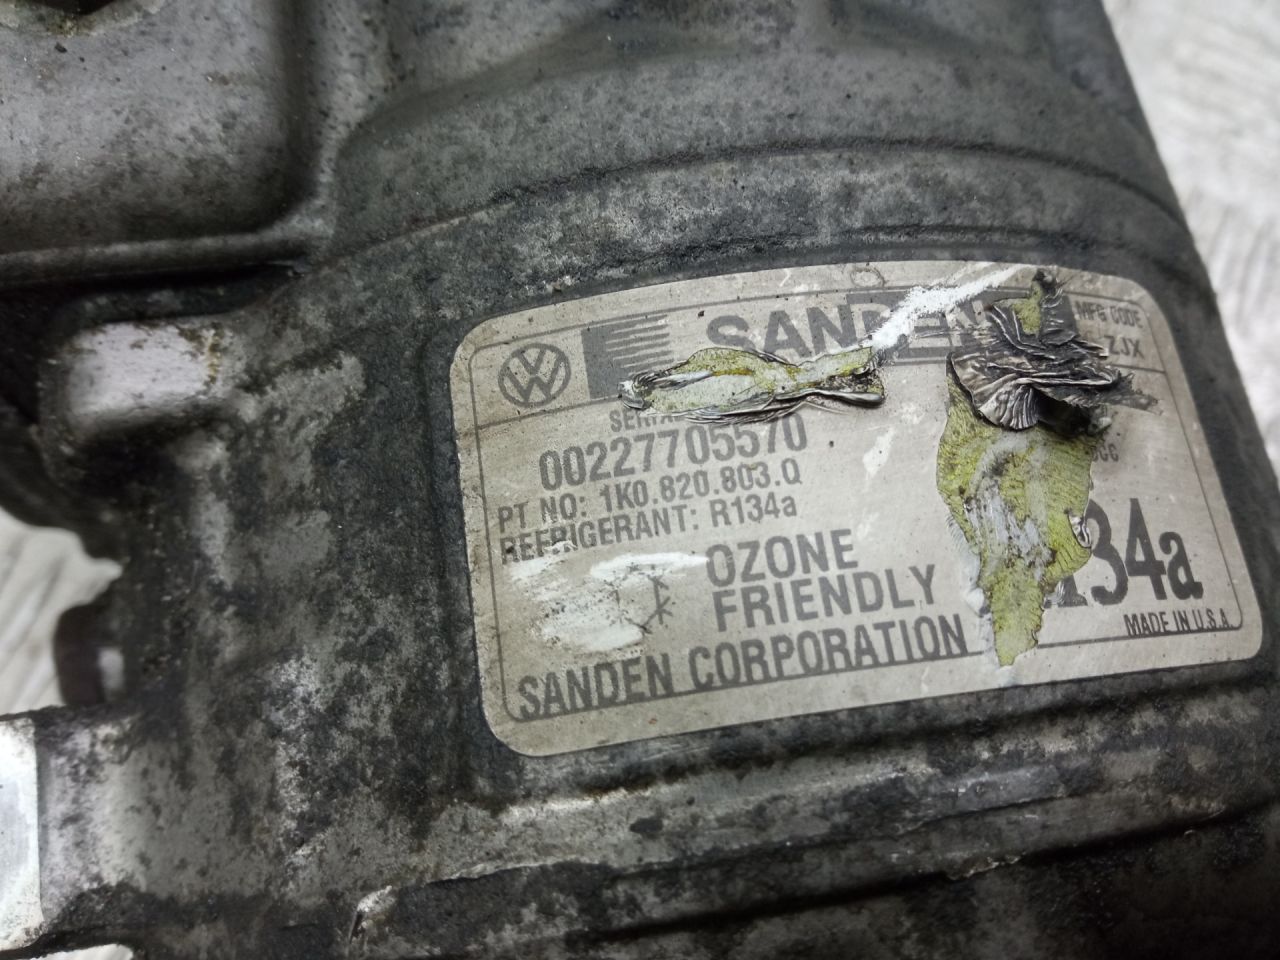 SANDEN
MFG CODE
ZJX
00227705570
PT NO: 1K0.820.803.Q
REFRIGERANT: R134a
OZONE
FRIENDLY
134a
SANDEN CORPORATION
MADE IN U.S.A.